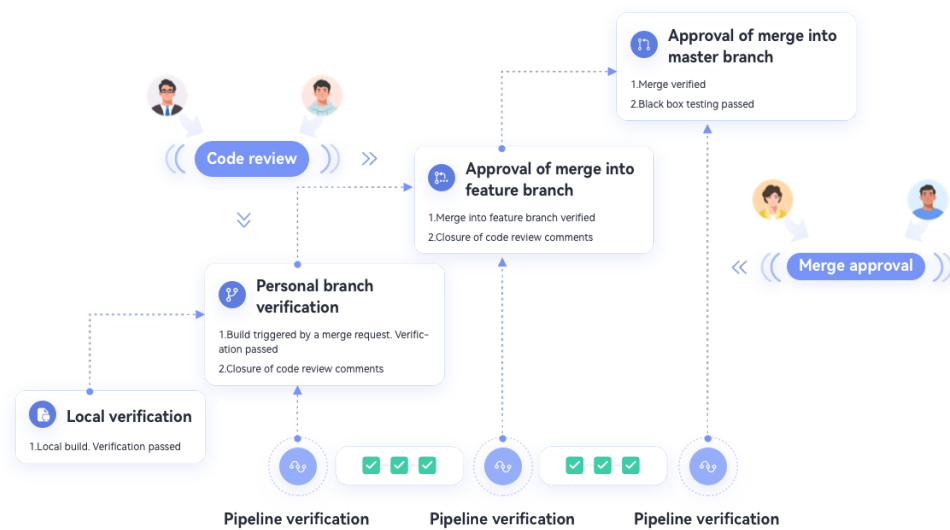 Approval of merge into
master branch
1.Merge verified
2.Black box testing passed
Code review
Approval of merge into
feature branch
1.Merge into feature branch verified
2.Closure of code review comments
Merge approval
Personal branch
verification
1.Build triggered by a merge request. Verific-
ation passed
2.Closure of code review comments
Local verification
1.Local build. Verification passed
Pipeline verification
Pipeline verification
Pipeline verification